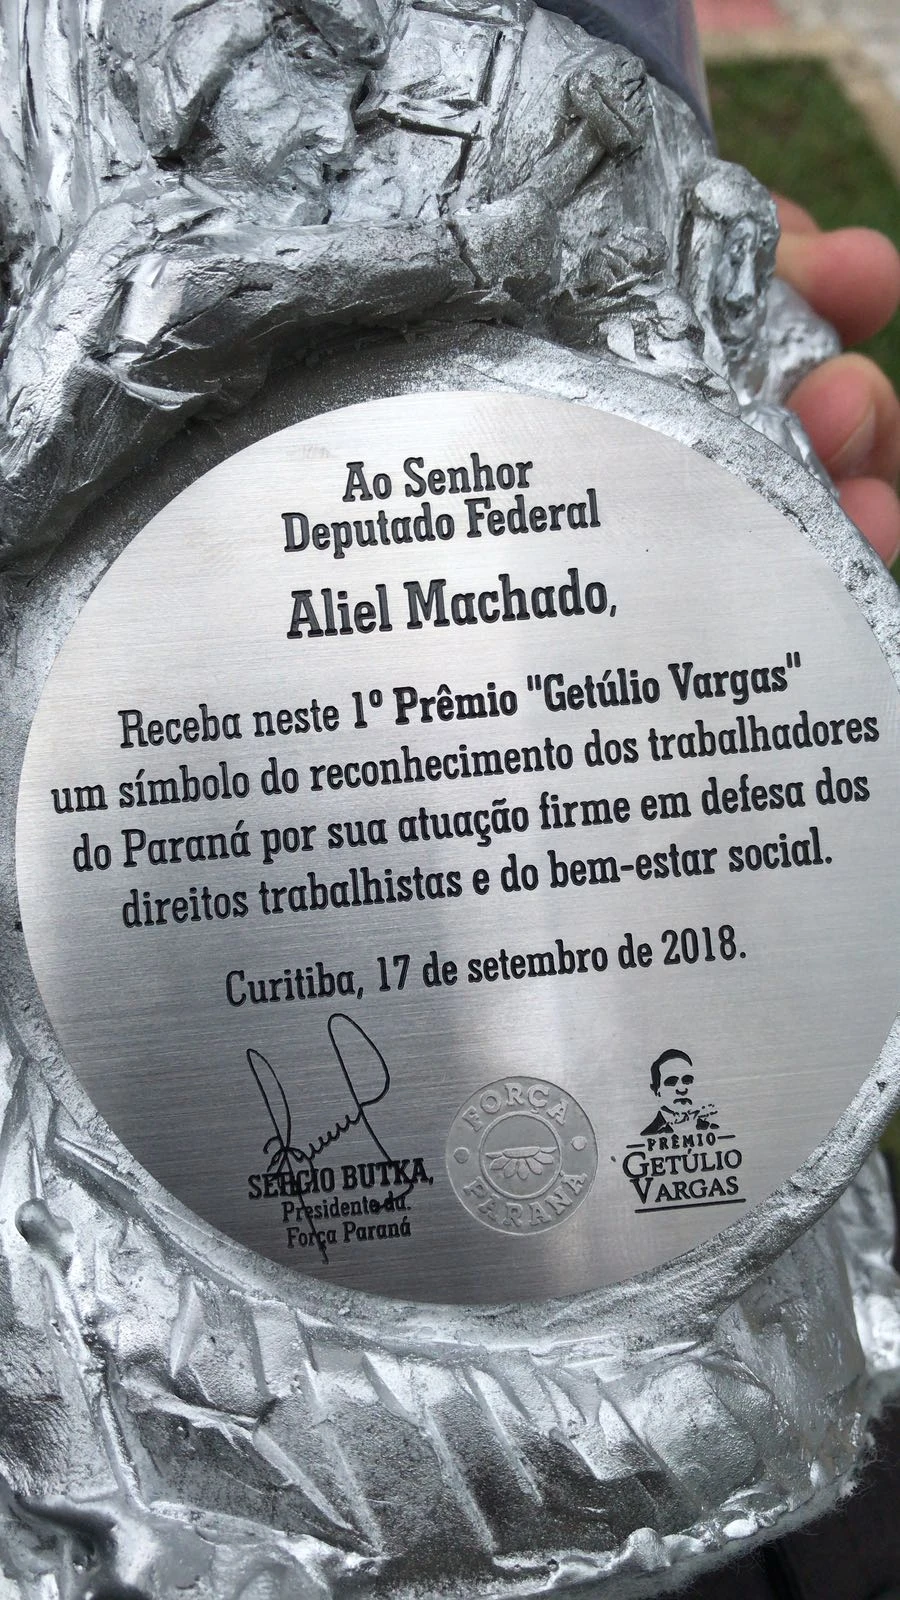 Ao Senhor
Deputado Federal
Aliel Machado,
Receba neste 1º Prêmio "Getúlio Vargas"
um símbolo do reconhecimento dos trabalhadores
do Paraná por sua atuação firme em defesa dos
direitos trabalhistas e do bem-estar social.
Curitiba, 17 de setembro de 2018.
SÉRGIO BUTKA,
Presidente da
Força Paraná
FORÇA
PARANÁ
PRÊMIO
GETÚLIO
VARGAS